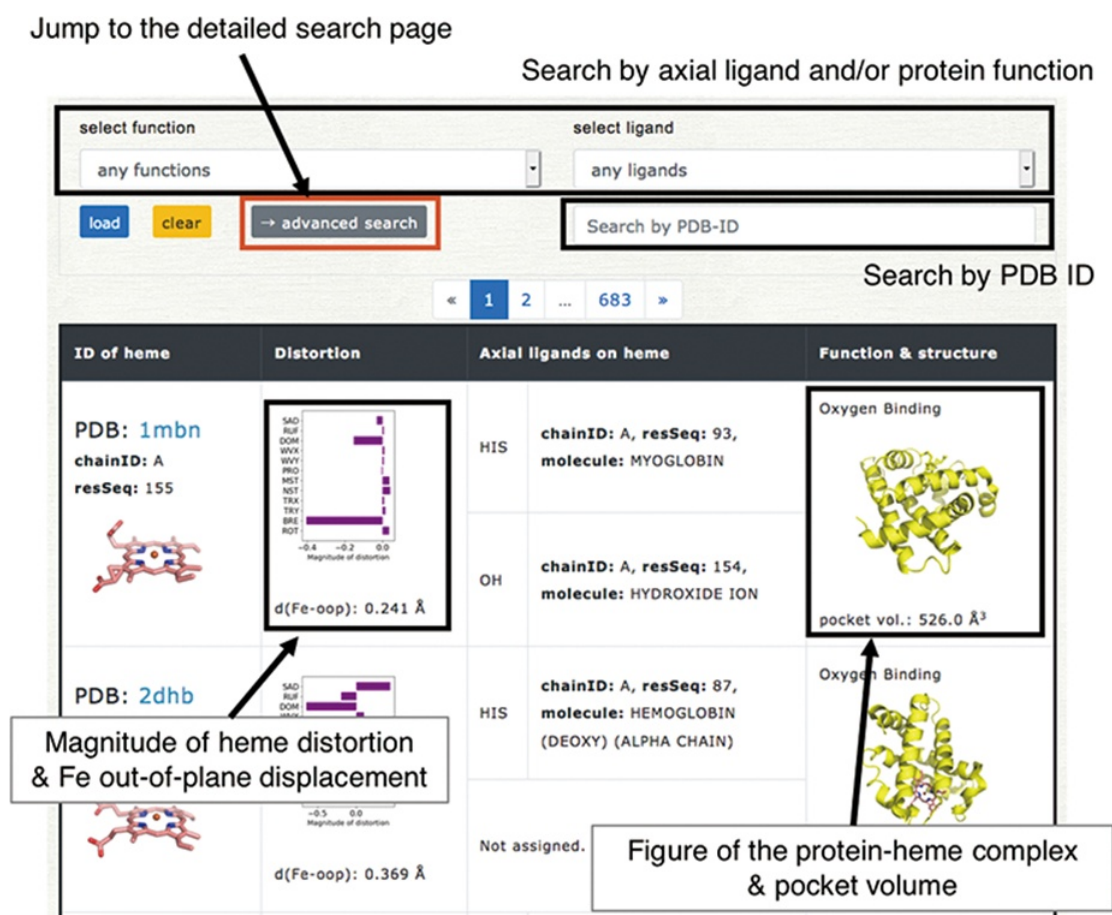 Jump to the detailed search page
Search by axial ligand and/or protein function
select function
select ligand
any functions
any ligands
load
clear
→ advanced search
Search by PDB-ID
Search by PDB ID
«
1
2
...
683
»
ID of heme
Distortion
Axial ligands on heme
Function & structure
PDB: 1mbn
chainID: A
resSeq: 155
SAD
RUF
DOM
WVX
WVY
PRO
MST
NST
TRX
TRY
BRE
ROT
−0.4 −0.2 0.0
Magnitude of distortion
d(Fe-oop): 0.241 Å
HIS
chainID: A, resSeq: 93,
molecule: MYOGLOBIN
OH
chainID: A, resSeq: 154,
molecule: HYDROXIDE ION
Oxygen Binding
pocket vol.: 526.0 Å³
PDB: 2dhb
SAD
RUF
DOM
−0.5 0.0
Magnitude of distortion
d(Fe-oop): 0.369 Å
HIS
chainID: A, resSeq: 87,
molecule: HEMOGLOBIN
(DEOXY) (ALPHA CHAIN)
Not assigned.
Oxygen Binding
Magnitude of heme distortion
& Fe out-of-plane displacement
Figure of the protein-heme complex
& pocket volume